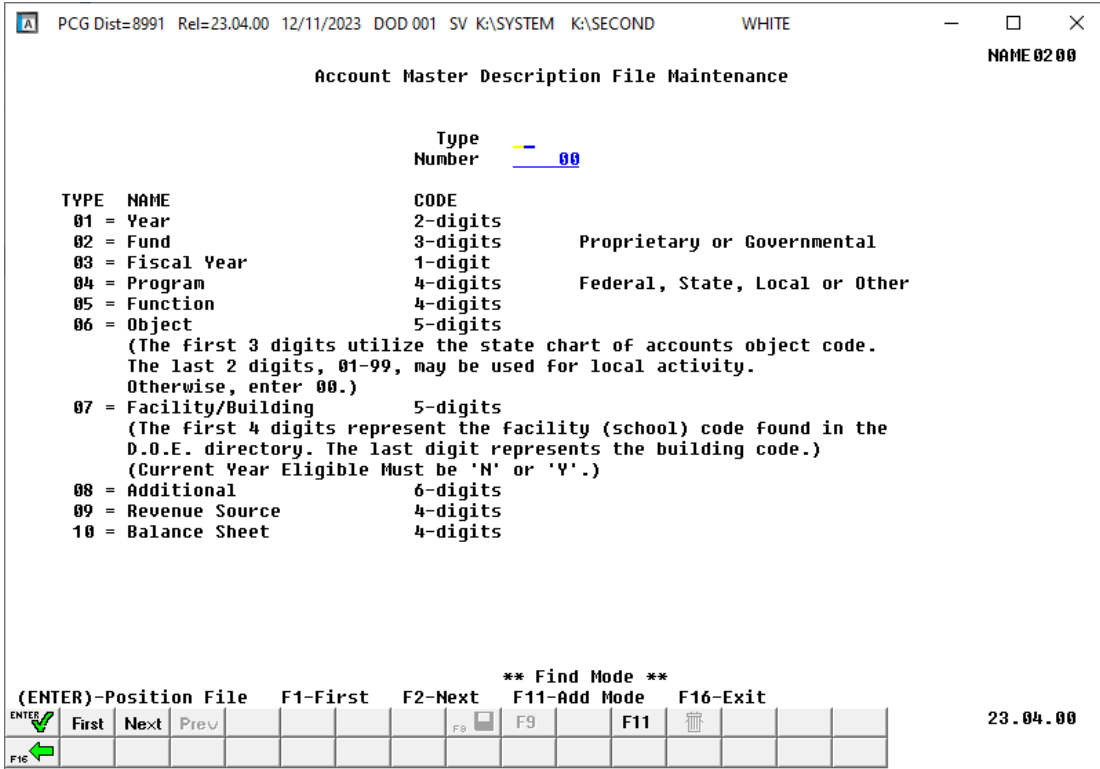 A PCG Dist=8991 Rel=23.04.00 12/11/2023 DOD 001 SV K:\SYSTEM K:\SECOND WHITE
NAME0200
Account Master Description File Maintenance
Type
Number 00
TYPE NAME CODE
01 = Year 2-digits
02 = Fund 3-digits Proprietary or Governmental
03 = Fiscal Year 1-digit
04 = Program 4-digits Federal, State, Local or Other
05 = Function 4-digits
06 = Object 5-digits
(The first 3 digits utilize the state chart of accounts object code.
The last 2 digits, 01-99, may be used for local activity.
Otherwise, enter 00.)
07 = Facility/Building 5-digits
(The first 4 digits represent the facility (school) code found in the
D.O.E. directory. The last digit represents the building code.)
(Current Year Eligible Must be 'N' or 'Y'.)
08 = Additional 6-digits
09 = Revenue Source 4-digits
10 = Balance Sheet 4-digits
** Find Mode **
(ENTER)-Position File F1-First F2-Next F11-Add Mode F16-Exit
ENTER First Next Prev F9 F9 F11 23.04.00
F16